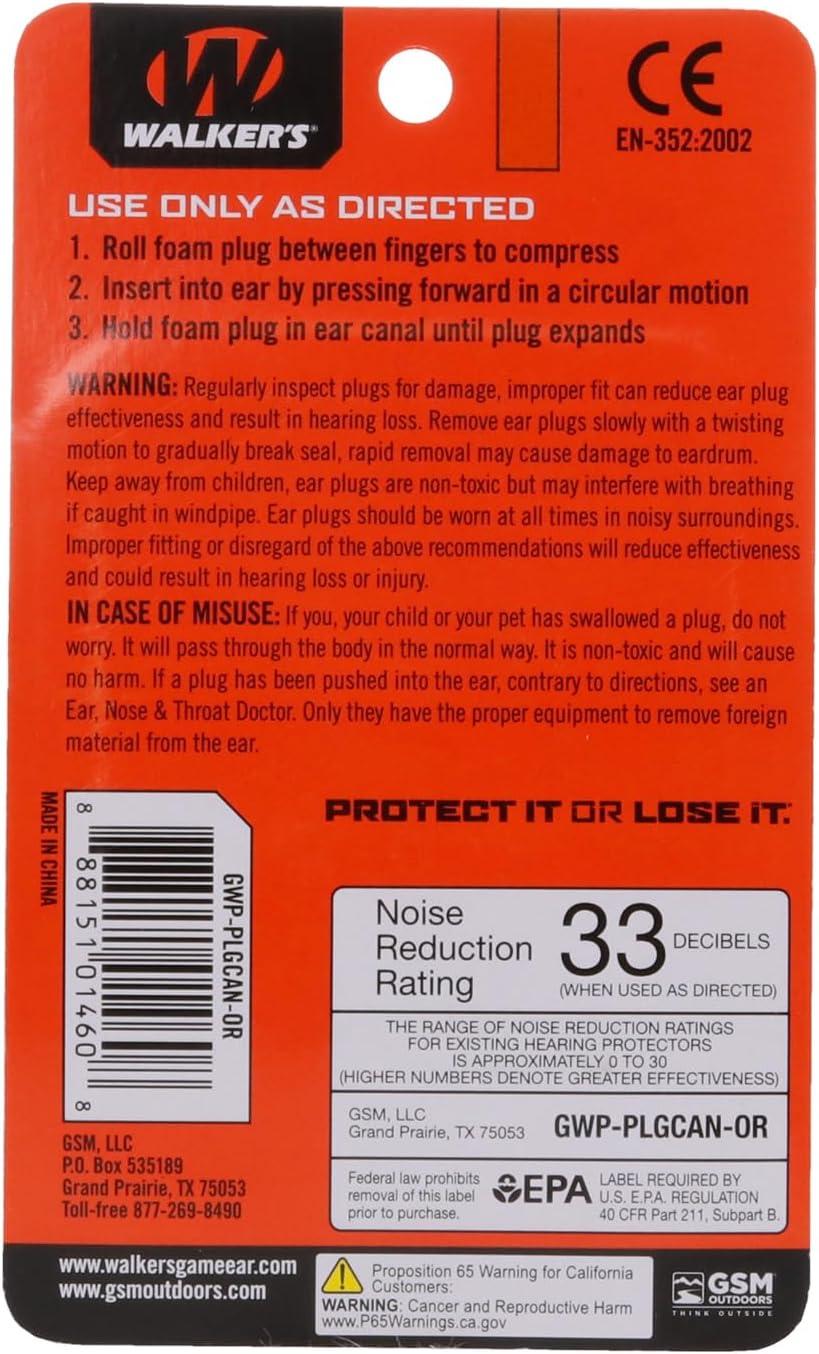 W
WALKER'S®
CE
EN-352:2002
USE ONLY AS DIRECTED
1. Roll foam plug between fingers to compress
2. Insert into ear by pressing forward in a circular motion
3. Hold foam plug in ear canal until plug expands
WARNING: Regularly inspect plugs for damage, improper fit can reduce ear plug
effectiveness and result in hearing loss. Remove ear plugs slowly with a twisting
motion to gradually break seal, rapid removal may cause damage to eardrum.
Keep away from children, ear plugs are non-toxic but may interfere with breathing
if caught in windpipe. Ear plugs should be worn at all times in noisy surroundings.
Improper fitting or disregard of the above recommendations will reduce effectiveness
and could result in hearing loss or injury.
IN CASE OF MISUSE: If you, your child or your pet has swallowed a plug, do not
worry. It will pass through the body in the normal way. It is non-toxic and will cause
no harm. If a plug has been pushed into the ear, contrary to directions, see an
Ear, Nose & Throat Doctor. Only they have the proper equipment to remove foreign
material from the ear.
MADE IN CHINA
8 88151 01460 8
GWP-PLGCAN-OR
GSM, LLC
P.O. Box 535189
Grand Prairie, TX 75053
Toll-free 877-269-8490
PROTECT IT OR LOSE IT.
Noise
Reduction
Rating
33 DECIBELS
(WHEN USED AS DIRECTED)
THE RANGE OF NOISE REDUCTION RATINGS
FOR EXISTING HEARING PROTECTORS
IS APPROXIMATELY 0 TO 30
(HIGHER NUMBERS DENOTE GREATER EFFECTIVENESS)
GSM, LLC
Grand Prairie, TX 75053
GWP-PLGCAN-OR
Federal law prohibits
removal of this label
prior to purchase.
EPA
LABEL REQUIRED BY
U.S. E.P.A. REGULATION
40 CFR Part 211, Subpart B.
www.walkersgameear.com
www.gsmoutdoors.com
Proposition 65 Warning for California
Customers:
WARNING: Cancer and Reproductive Harm
www.P65Warnings.ca.gov
GSM
OUTDOORS
THINK OUTSIDE